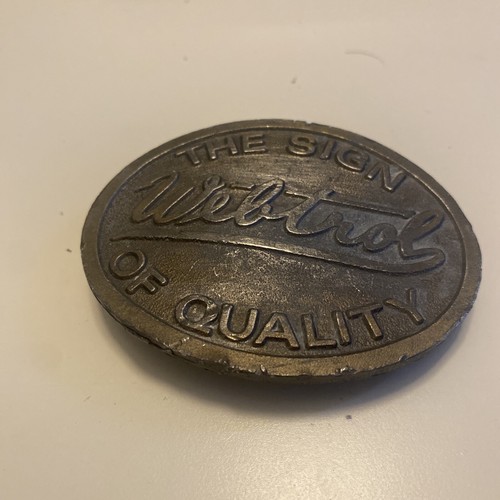 THE SIGN
Webtrol
OF QUALITY